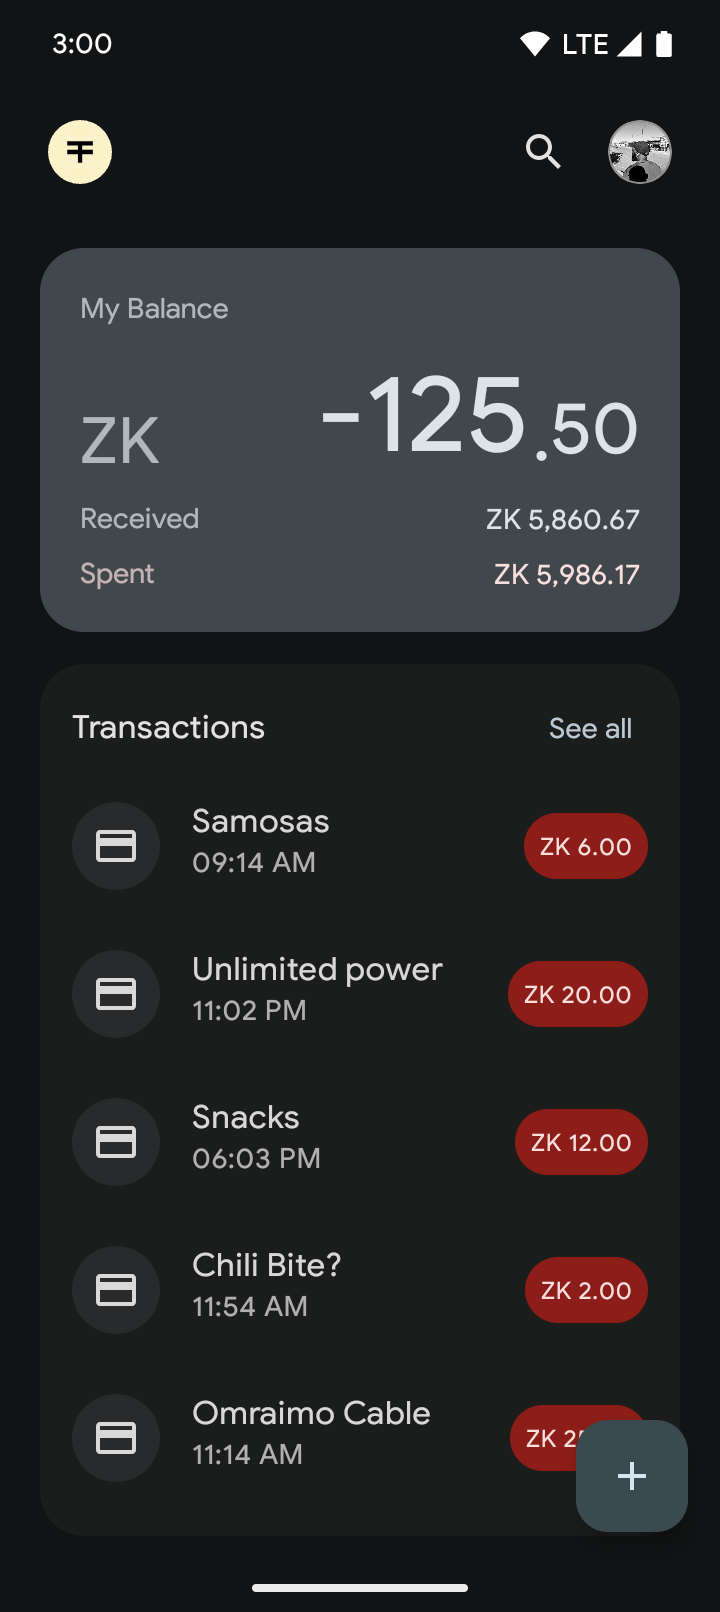 3:00 LTE
My Balance
ZK -125.50
Received ZK 5,860.67
Spent ZK 5,986.17
Transactions See all
Samosas
09:14 AM
ZK 6.00
Unlimited power
11:02 PM
ZK 20.00
Snacks
06:03 PM
ZK 12.00
Chili Bite?
11:54 AM
ZK 2.00
Omraimo Cable
11:14 AM
ZK
+